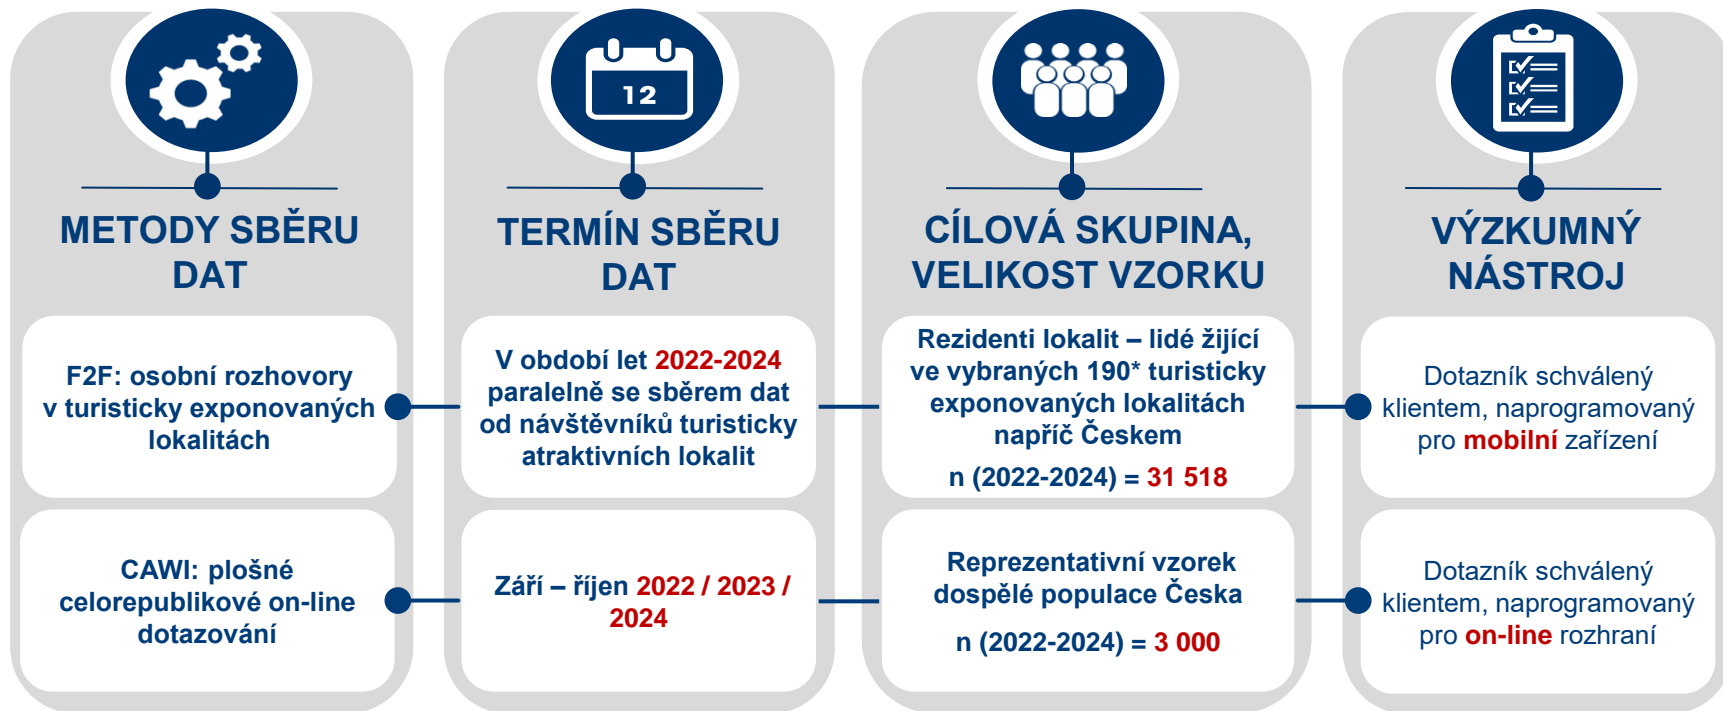 12
METODY SBĚRU
DAT
TERMÍN SBĚRU
DAT
CÍLOVÁ SKUPINA,
VELIKOST VZORKU
VÝZKUMNÝ
NÁSTROJ
F2F: osobní rozhovory
v turisticky exponovaných
lokalitách
V období let 2022-2024
paralelně se sběrem dat
od návštěvníků turisticky
atraktivních lokalit
Rezidenti lokalit – lidé žijící
ve vybraných 190* turisticky
exponovaných lokalitách
napříč Českem
n (2022-2024) = 31 518
Dotazník schválený
klientem, naprogramovaný
pro mobilní zařízení
CAWI: plošné
celorepublikové on-line
dotazování
Září – říjen 2022 / 2023 /
2024
Reprezentativní vzorek
dospělé populace Česka
n (2022-2024) = 3 000
Dotazník schválený
klientem, naprogramovaný
pro on-line rozhraní